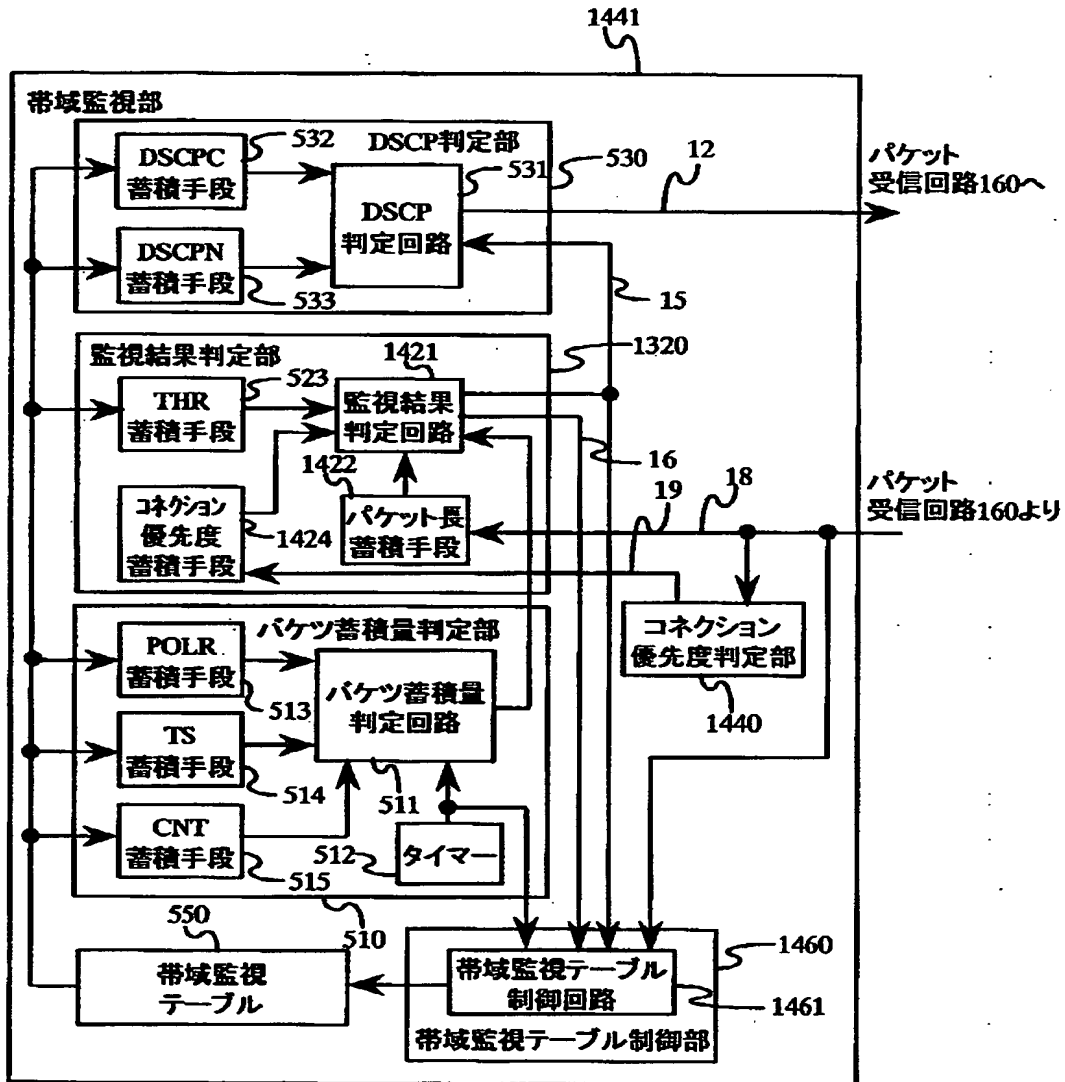 1441
帯域監視部
DSCP判定部
532
DSCPC
蓄積手段
531
530
DSCP
判定回路
12
パケット
受信回路160へ
DSCPN
蓄積手段
533
15
監視結果判定部
1421
1320
523
THR
蓄積手段
監視結果
判定回路
16
1422
パケット長
蓄積手段
19
18
パケット
受信回路160より
コネクション
優先度
蓄積手段
1424
コネクション
優先度判定部
1440
バケツ蓄積量判定部
POLR
蓄積手段
513
バケツ蓄積量
判定回路
511
TS
蓄積手段
514
CNT
蓄積手段
515
512
タイマー
510
550
帯域監視
テーブル
帯域監視テーブル
制御回路
1460
1461
帯域監視テーブル制御部